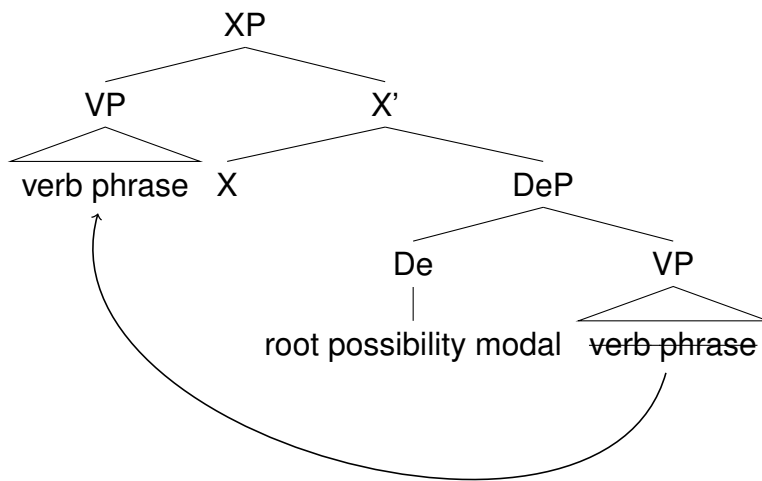 XP
VP X'
verb phrase X DeP
De VP
root possibility modal verb phrase